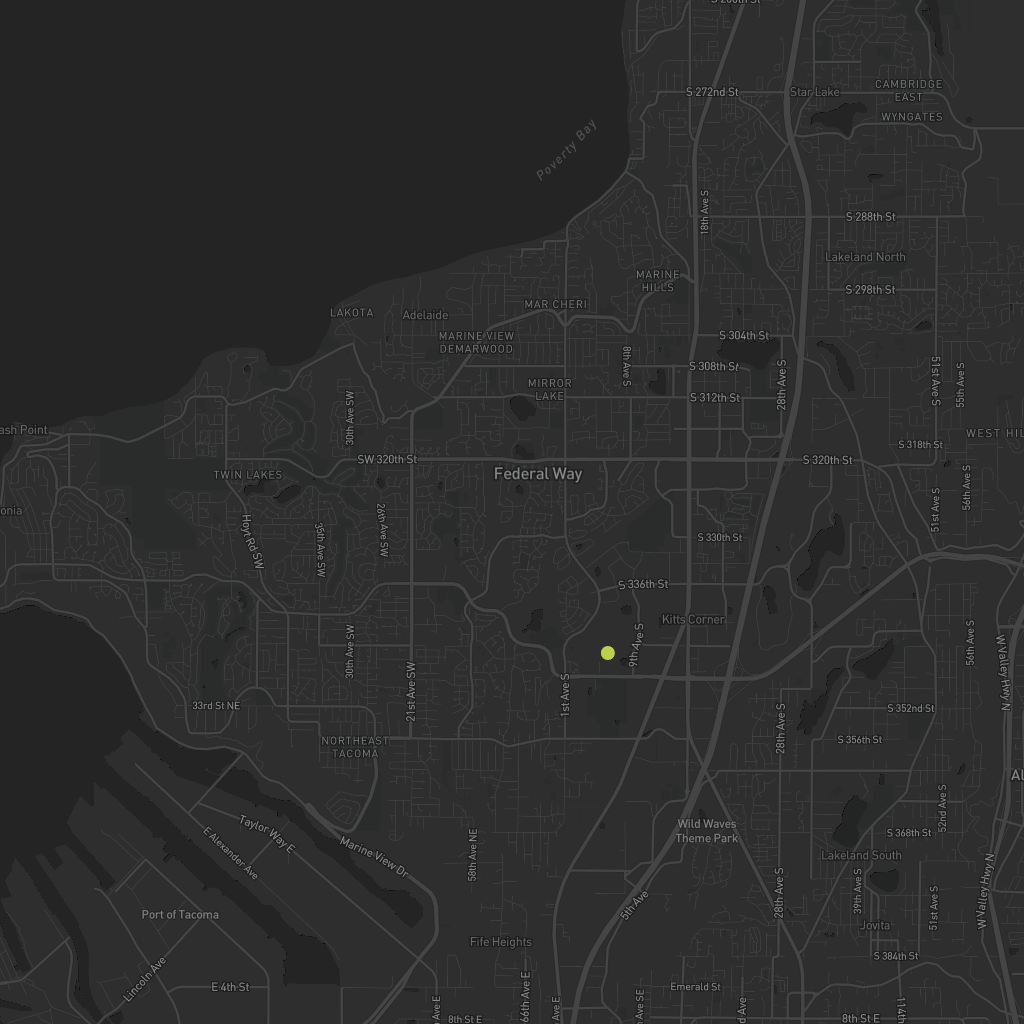 S 272nd St
Star Lake
CAMBRIDGE
EAST
WYNGATES
Poverty Bay
18th Ave S
S 288th St
Lakeland North
MARINE
HILLS
S 298th St
MAR CHERI
LAKOTA
Adelaide
MARINE VIEW
DEMARWOOD
S 304th St
8th Ave S
S 308th St
28th Ave S
51st Ave S
55th Ave S
MIRROR
LAKE
S 312th St
30th Ave SW
ash Point
WEST HIL
S 318th St
SW 320th St
S 320th St
TWIN LAKES
Federal Way
56th Ave S
51st Ave S
onia
Hoyt Rd SW
35th Ave SW
26th Ave SW
S 330th St
S 336th St
Kitts Corner
9th Ave S
30th Ave SW
56th Ave S
W Valley Hwy N
21st Ave SW
1st Ave S
33rd St NE
28th Ave S
S 352nd St
NORTHEAST
TACOMA
S 356th St
Al
52nd Ave S
Taylor Way E
E Alexander Ave
Marine View Dr
58th Ave NE
Wild Waves
Theme Park
S 368th St
Lakeland South
28th Ave S
39th Ave S
51st Ave S
W Valley Hwy N
5th Ave
Port of Tacoma
Jovita
Fife Heights
S 384th St
Lincoln Ave
E 4th St
Emerald St
66th Ave E
8th St E
8th St E